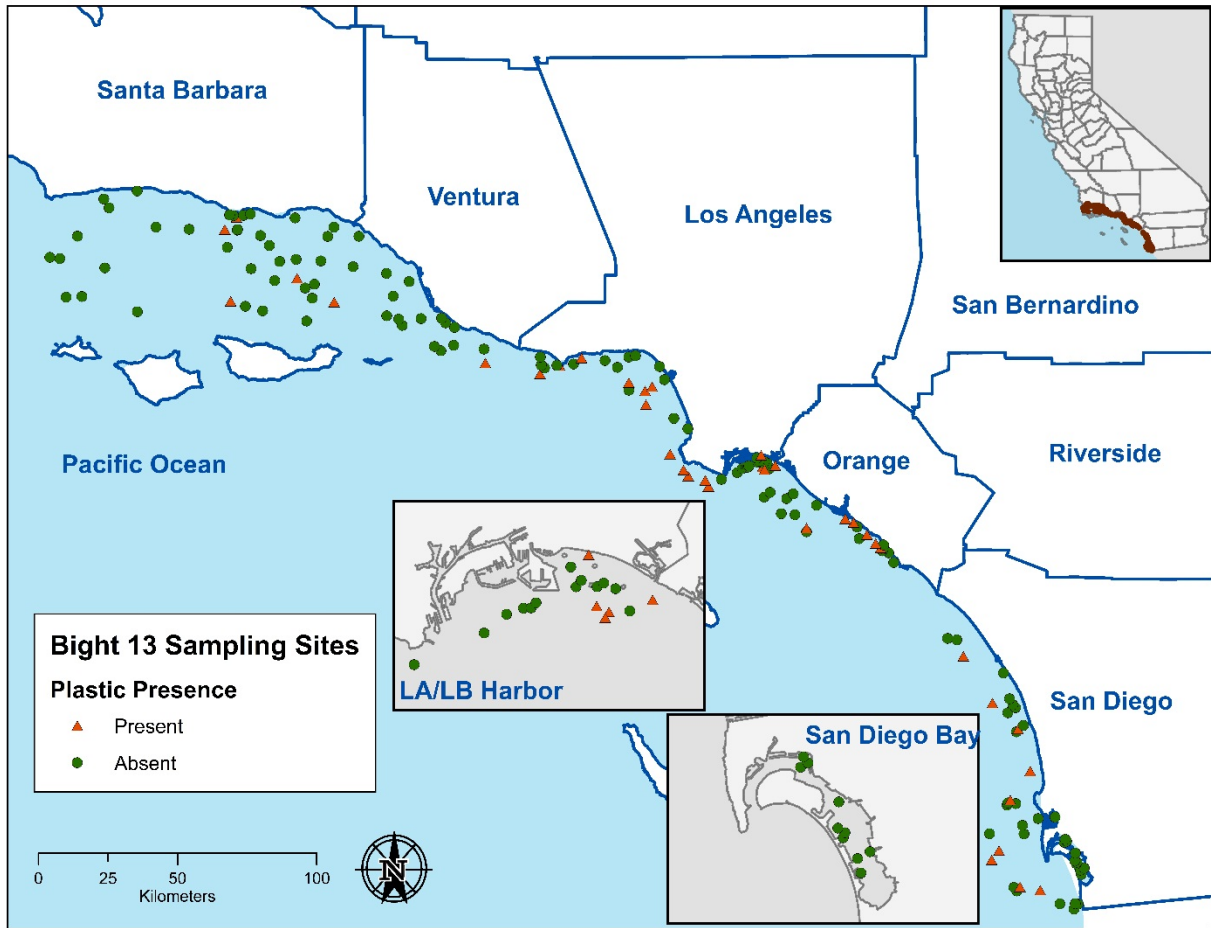 Santa Barbara
Ventura
Los Angeles
San Bernardino
Pacific Ocean
Orange
Riverside
LA/LB Harbor
San Diego
San Diego Bay
Bight 13 Sampling Sites
Plastic Presence
Present
Absent
N
0 25 50 100
Kilometers